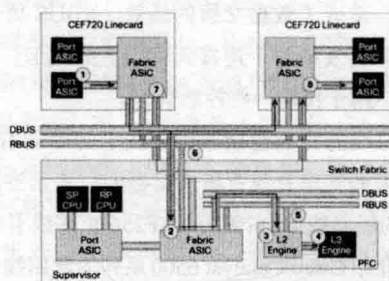 CEF720 Linecard
CEF720 Linecard
Port ASIC
Port ASIC
1
Fabric ASIC
7
Fabric ASIC
8
Port ASIC
Port ASIC
DBUS
RBUS
6
Switch Fabric
SP CPU
RP CPU
Port ASIC
2
Fabric ASIC
DBUS
RBUS
5
3
L2 Engine
4
L2 Engine
Supervisor
PFC